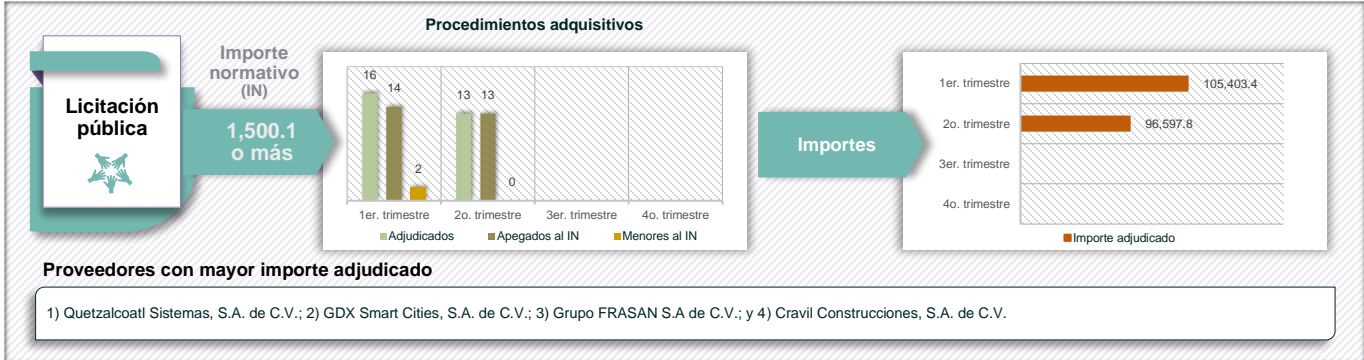 Procedimientos adquisitivos
Licitación
pública
Importe
normativo
(IN)
1,500.1
o más
16
14
2
13
13
0
1er. trimestre
2o. trimestre
3er. trimestre
4o. trimestre
Adjudicados
Apegados al IN
Menores al IN
Importes
1er. trimestre
105,403.4
2o. trimestre
96,597.8
3er. trimestre
4o. trimestre
Importe adjudicado
Proveedores con mayor importe adjudicado
1) Quetzalcoatl Sistemas, S.A. de C.V.; 2) GDX Smart Cities, S.A. de C.V.; 3) Grupo FRASAN S.A de C.V.; y 4) Cravil Construcciones, S.A. de C.V.